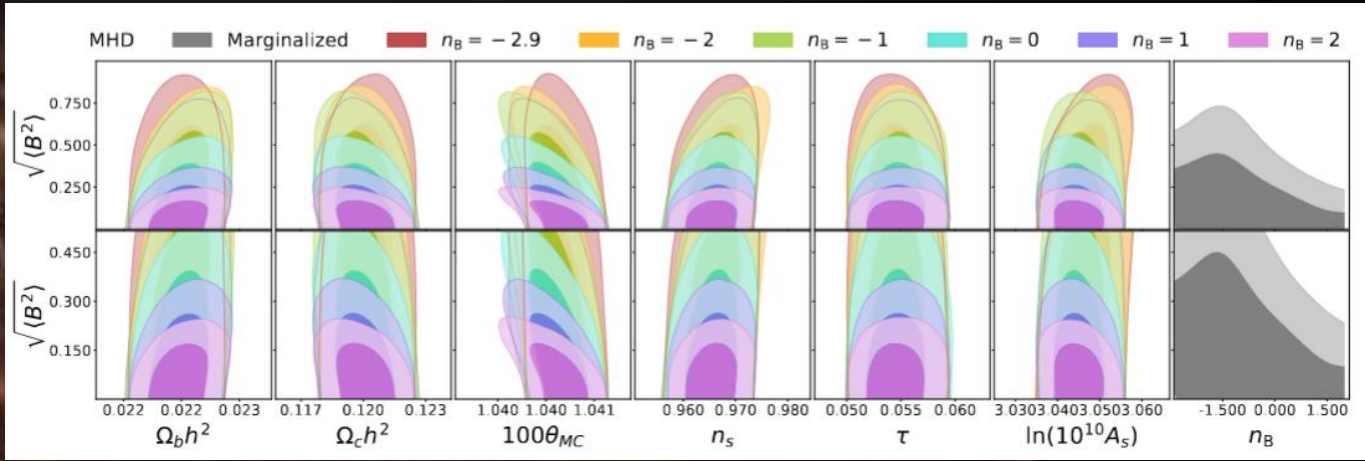 MHD Marginalized n_B = −2.9 n_B = −2 n_B = −1 n_B = 0 n_B = 1 n_B = 2
√⟨B²⟩
0.750
0.500
0.250
√⟨B²⟩
0.450
0.300
0.150
0.022 0.022 0.023 0.117 0.120 0.123 1.040 1.040 1.041 0.960 0.970 0.980 0.050 0.055 0.060 3.030 3.040 3.050 3.060 -1.500 0.000 1.500
Ω_b h² Ω_c h² 100θ_MC n_s τ ln(10¹⁰A_s) n_B